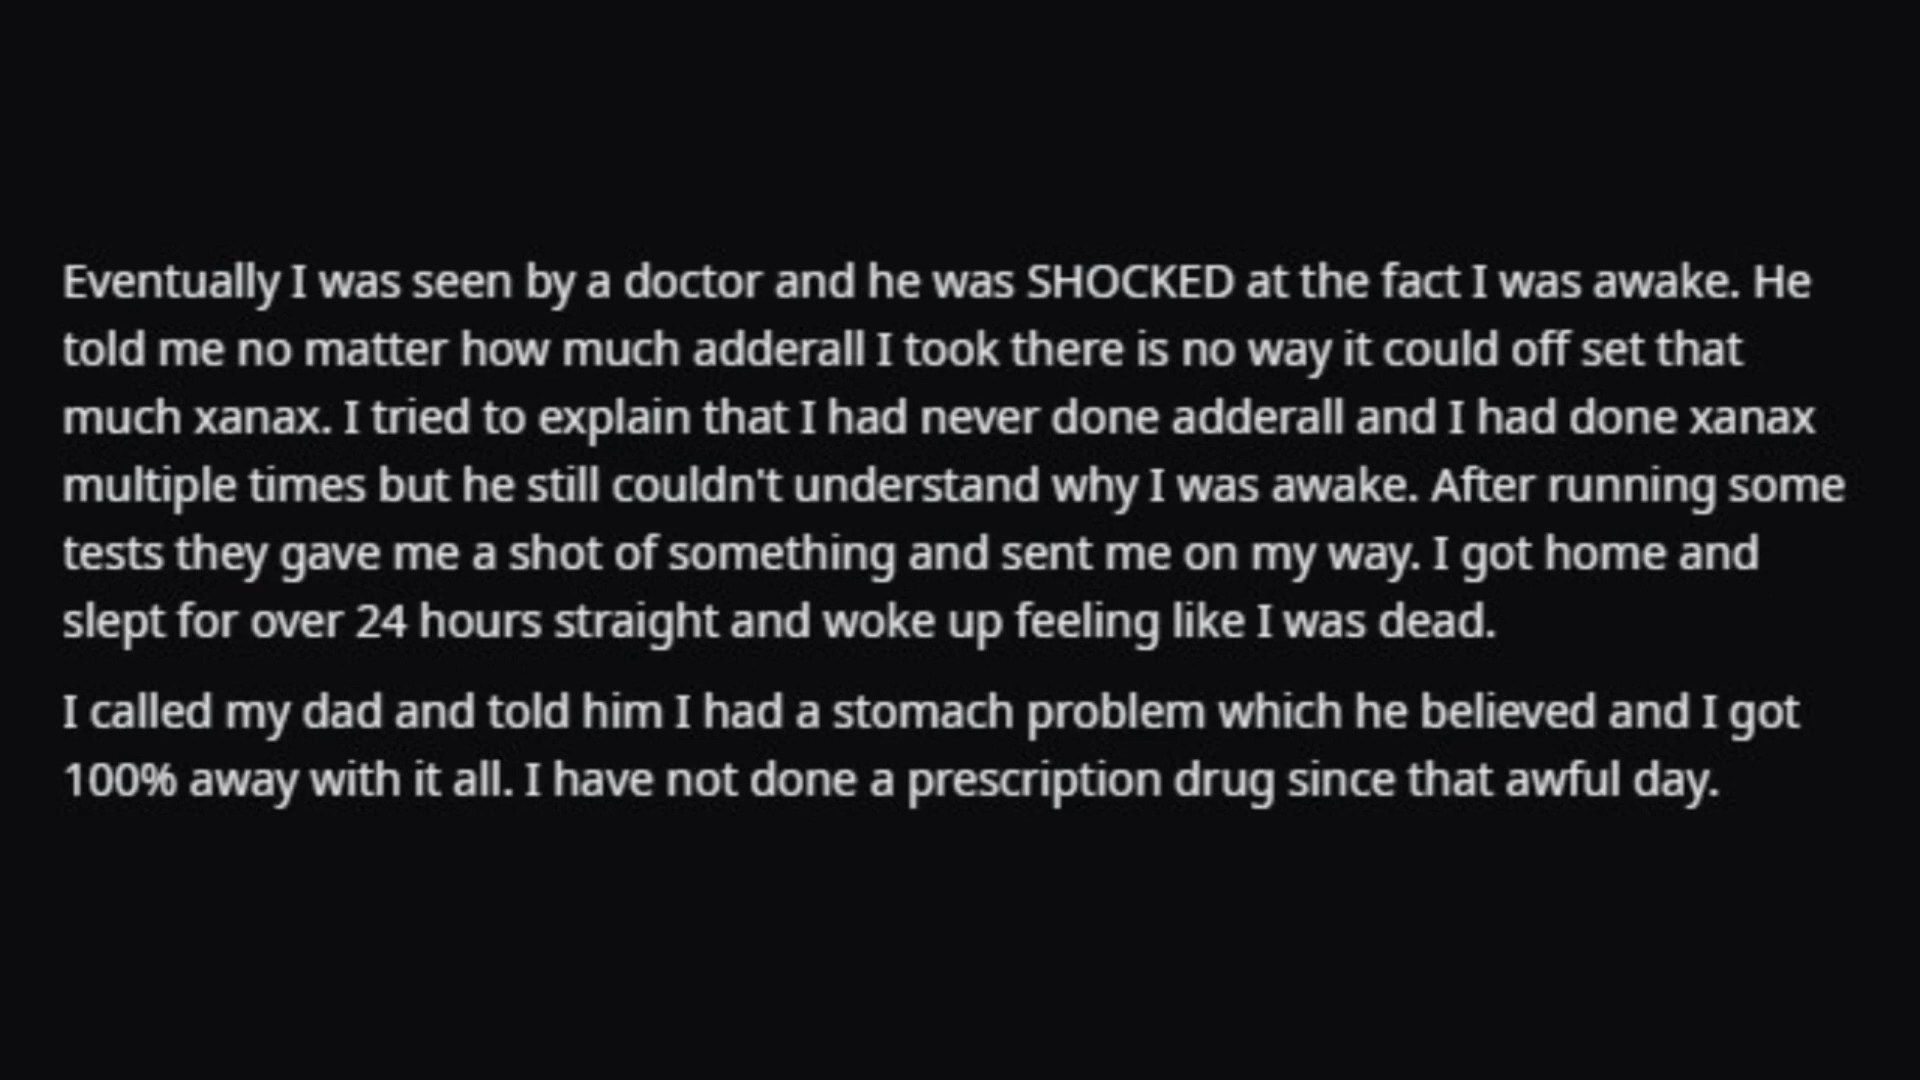 Eventually I was seen by a doctor and he was SHOCKED at the fact I was awake. He
told me no matter how much adderall I took there is no way it could off set that
much xanax. I tried to explain that I had never done adderall and I had done xanax
multiple times but he still couldn't understand why I was awake. After running some
tests they gave me a shot of something and sent me on my way. I got home and
slept for over 24 hours straight and woke up feeling like I was dead.
I called my dad and told him I had a stomach problem which he believed and I got
100% away with it all. I have not done a prescription drug since that awful day.